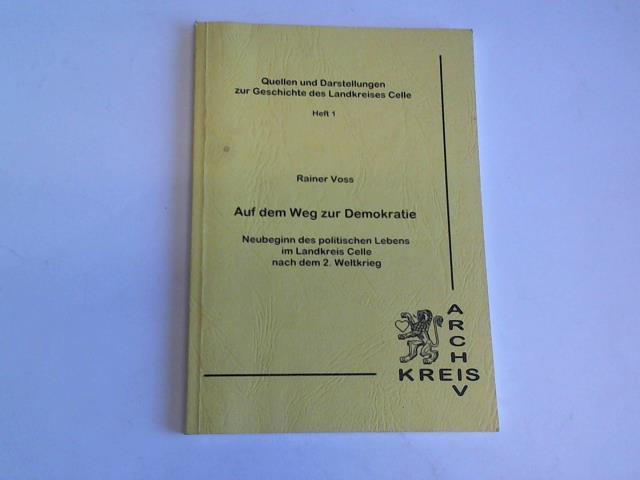 Quellen und Darstellungen
zur Geschichte des Landkreises Celle
Heft 1
Rainer Voss
Auf dem Weg zur Demokratie
Neubeginn des politischen Lebens
im Landkreis Celle
nach dem 2. Weltkrieg
ARCHIV
KREIS